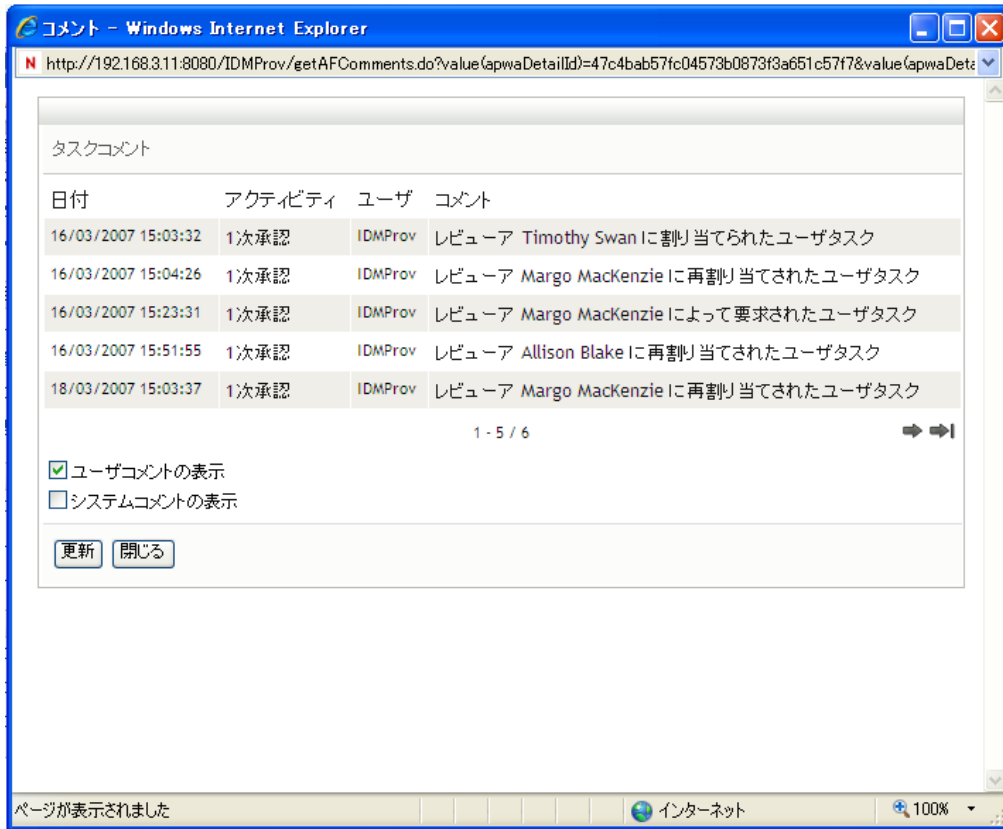 コメント - Windows Internet Explorer
N http://192.168.3.11:8080/IDMProv/getAFComments.do?value(apwaDetailId)=47c4bab57fc04573b0873f3a651c57f7&value(apwaDeta
タスクコメント
日付 アクティビティ ユーザ コメント
16/03/2007 15:03:32 1次承認 IDMProv レビューア Timothy Swan に割り当てられたユーザタスク
16/03/2007 15:04:26 1次承認 IDMProv レビューア Margo MacKenzie に再割り当てされたユーザタスク
16/03/2007 15:23:31 1次承認 IDMProv レビューア Margo MacKenzie によって要求されたユーザタスク
16/03/2007 15:51:55 1次承認 IDMProv レビューア Allison Blake に再割り当てされたユーザタスク
18/03/2007 15:03:37 1次承認 IDMProv レビューア Margo MacKenzie に再割り当てされたユーザタスク
1 - 5 / 6
ユーザコメントの表示
システムコメントの表示
更新 閉じる
ページが表示されました インターネット 100%